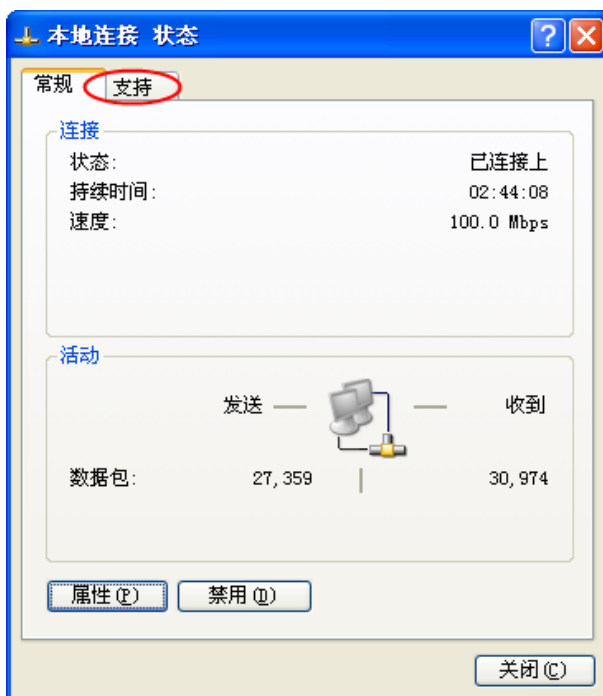 本地连接 状态
常规 支持
连接
状态: 已连接上
持续时间: 02:44:08
速度: 100.0 Mbps
活动
发送 收到
数据包: 27,359 30,974
属性(P) 禁用(D)
关闭(C)